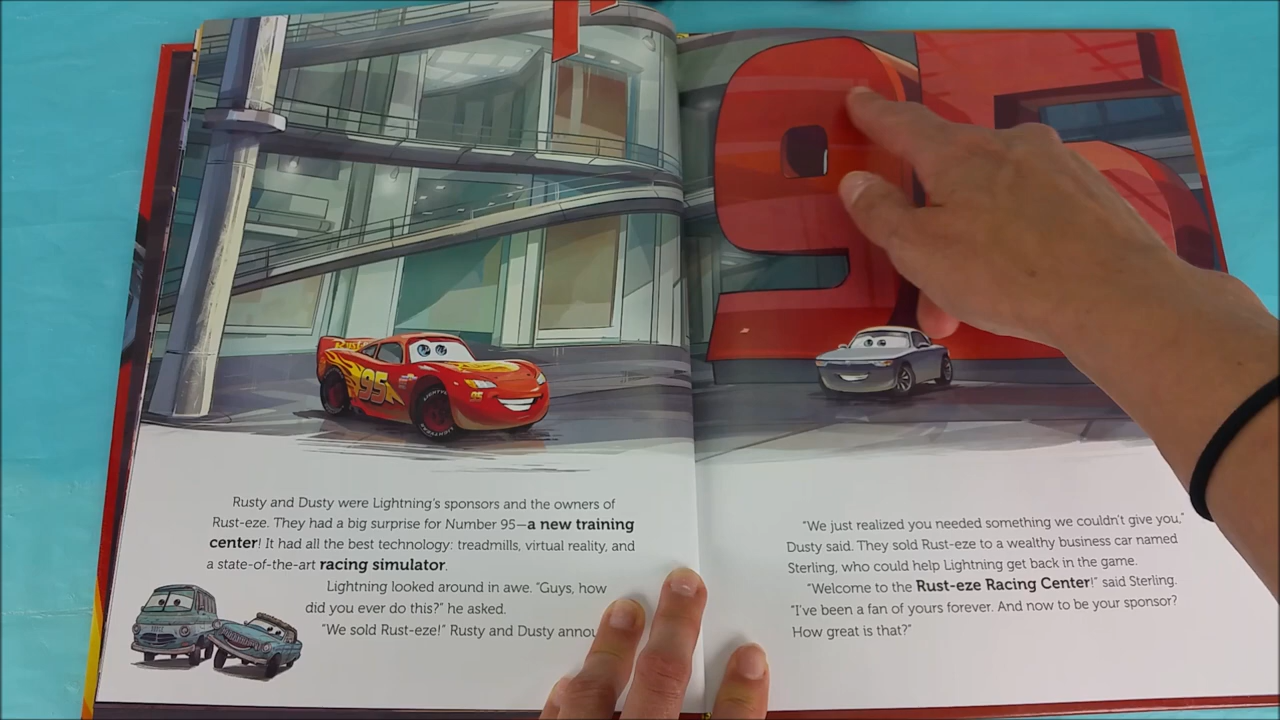 95
95
95
LIGHTYEAR
Rusty and Dusty were Lightning's sponsors and the owners of
Rust-eze. They had a big surprise for Number 95—a new training
center! It had all the best technology: treadmills, virtual reality, and
a state-of-the-art racing simulator.
Lightning looked around in awe. "Guys, how
did you ever do this?" he asked.
"We sold Rust-eze!" Rusty and Dusty annou
"We just realized you needed something we couldn't give you,"
Dusty said. They sold Rust-eze to a wealthy business car named
Sterling, who could help Lightning get back in the game.
"Welcome to the Rust-eze Racing Center!" said Sterling.
"I've been a fan of yours forever. And now to be your sponsor?
How great is that?"